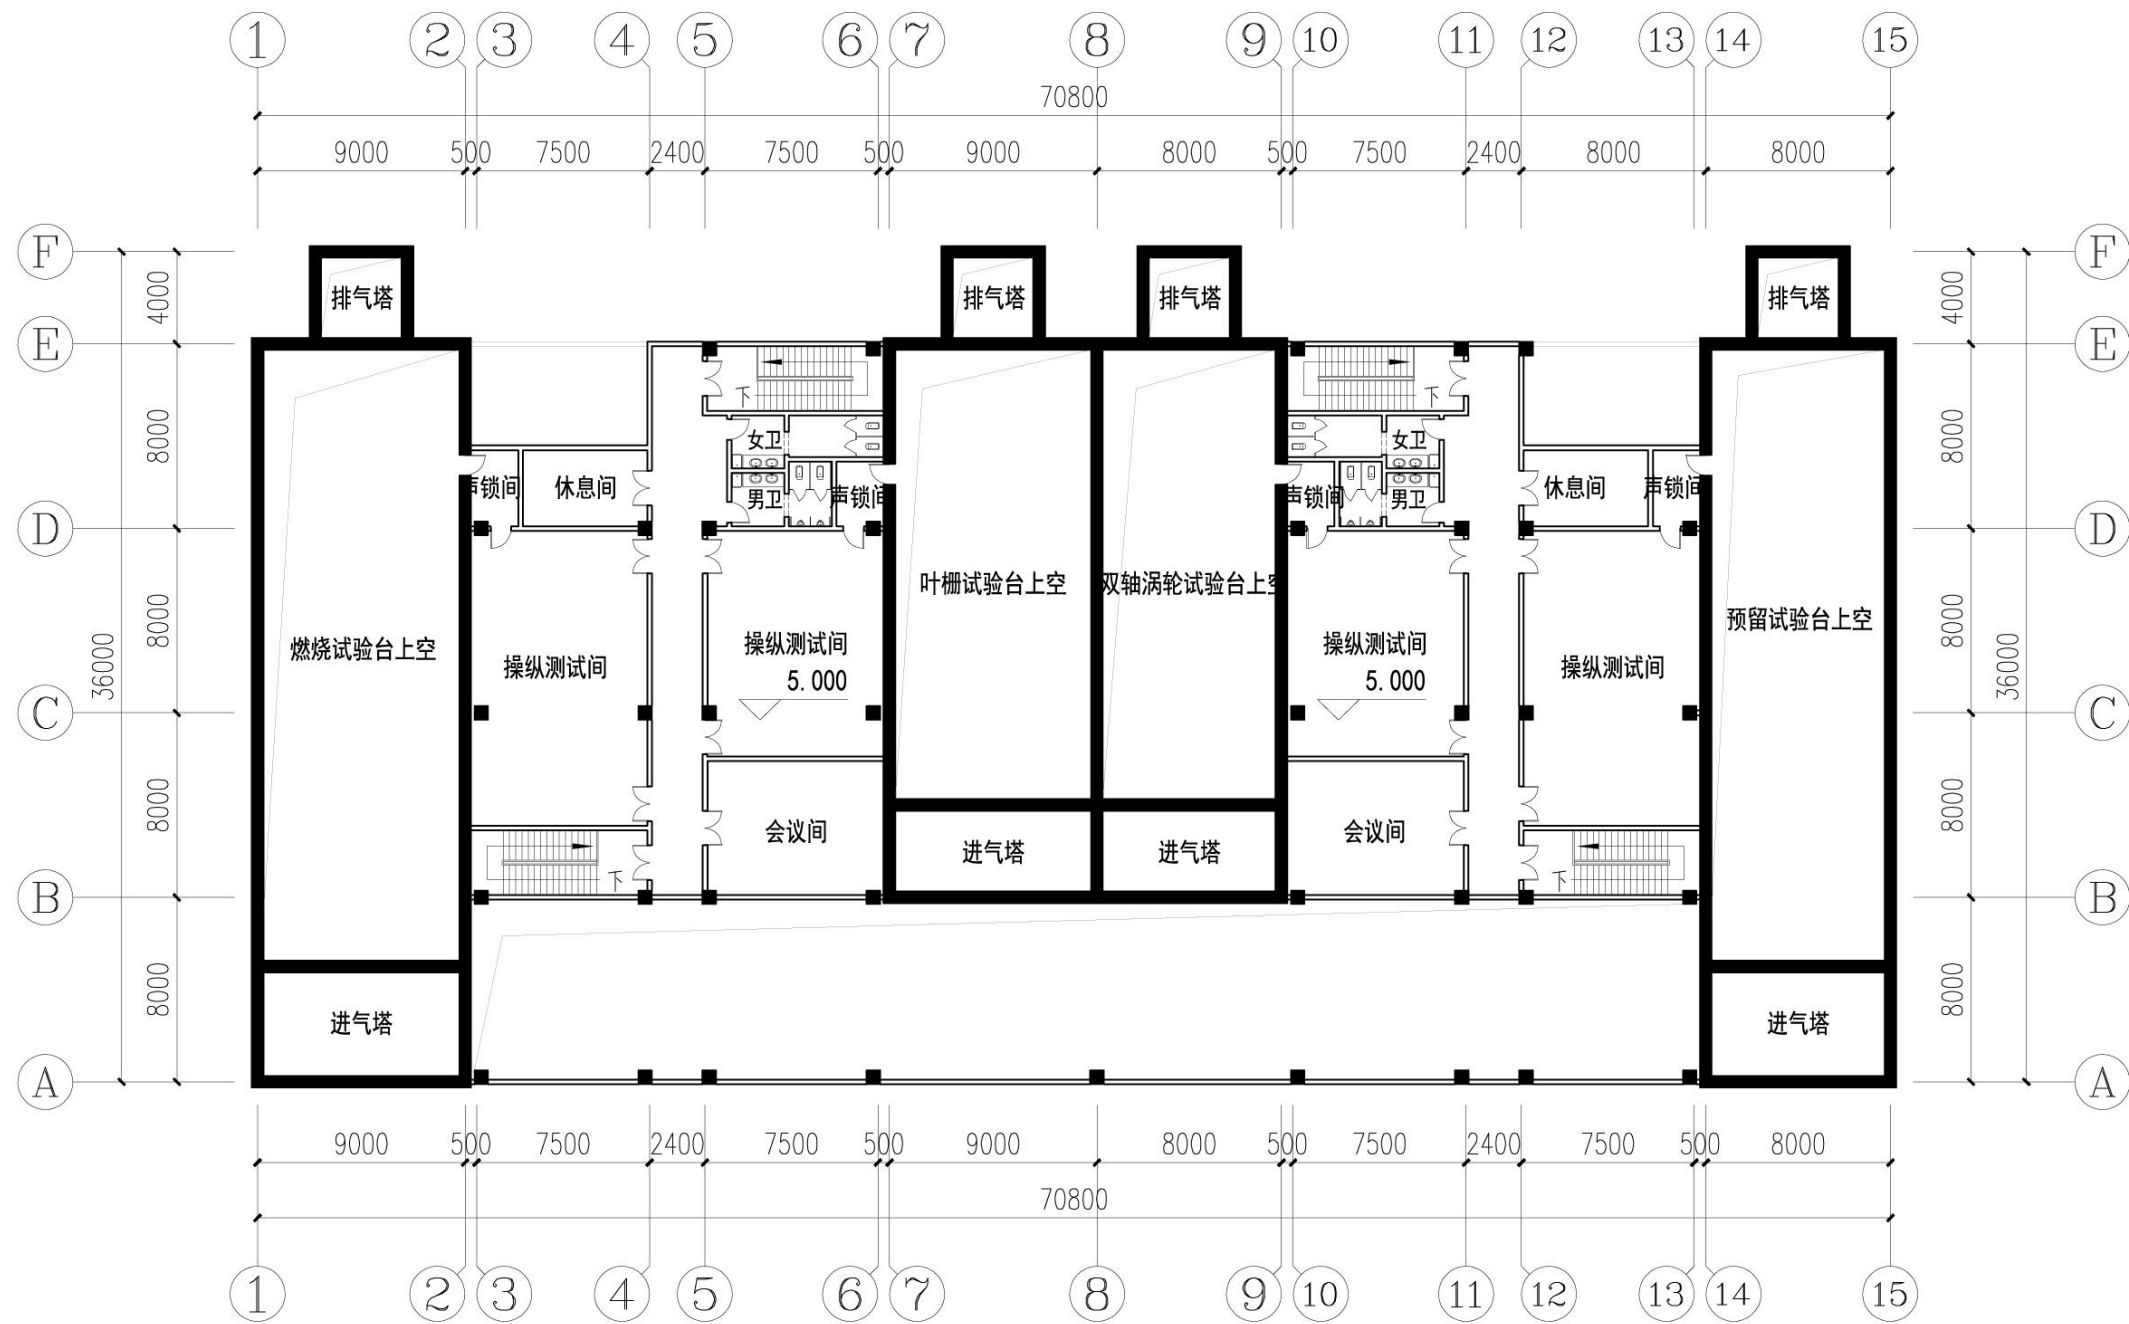 1 2 3 4 5 6 7 8 9 10 11 12 13 14 15
70800
9000 500 7500 2400 7500 500 9000 8000 500 7500 2400 8000 8000
F F
4000 4000
排气塔 排气塔 排气塔 排气塔
E E
下 下
8000 8000
女卫 女卫
声锁间 休息间 男卫 声锁间 声锁间 男卫 休息间 声锁间
D D
叶栅试验台上空 双轴涡轮试验台上空
8000 8000
预留试验台上空
燃烧试验台上空 操纵测试间 操纵测试间
36000 36000
操纵测试间 操纵测试间
5.000 5.000
C C
8000 8000
会议间 会议间
进气塔 进气塔
下 下
B B
8000 8000
进气塔 进气塔
A A
9000 500 7500 2400 7500 500 9000 8000 500 7500 2400 7500 500 8000
70800
1 2 3 4 5 6 7 8 9 10 11 12 13 14 15